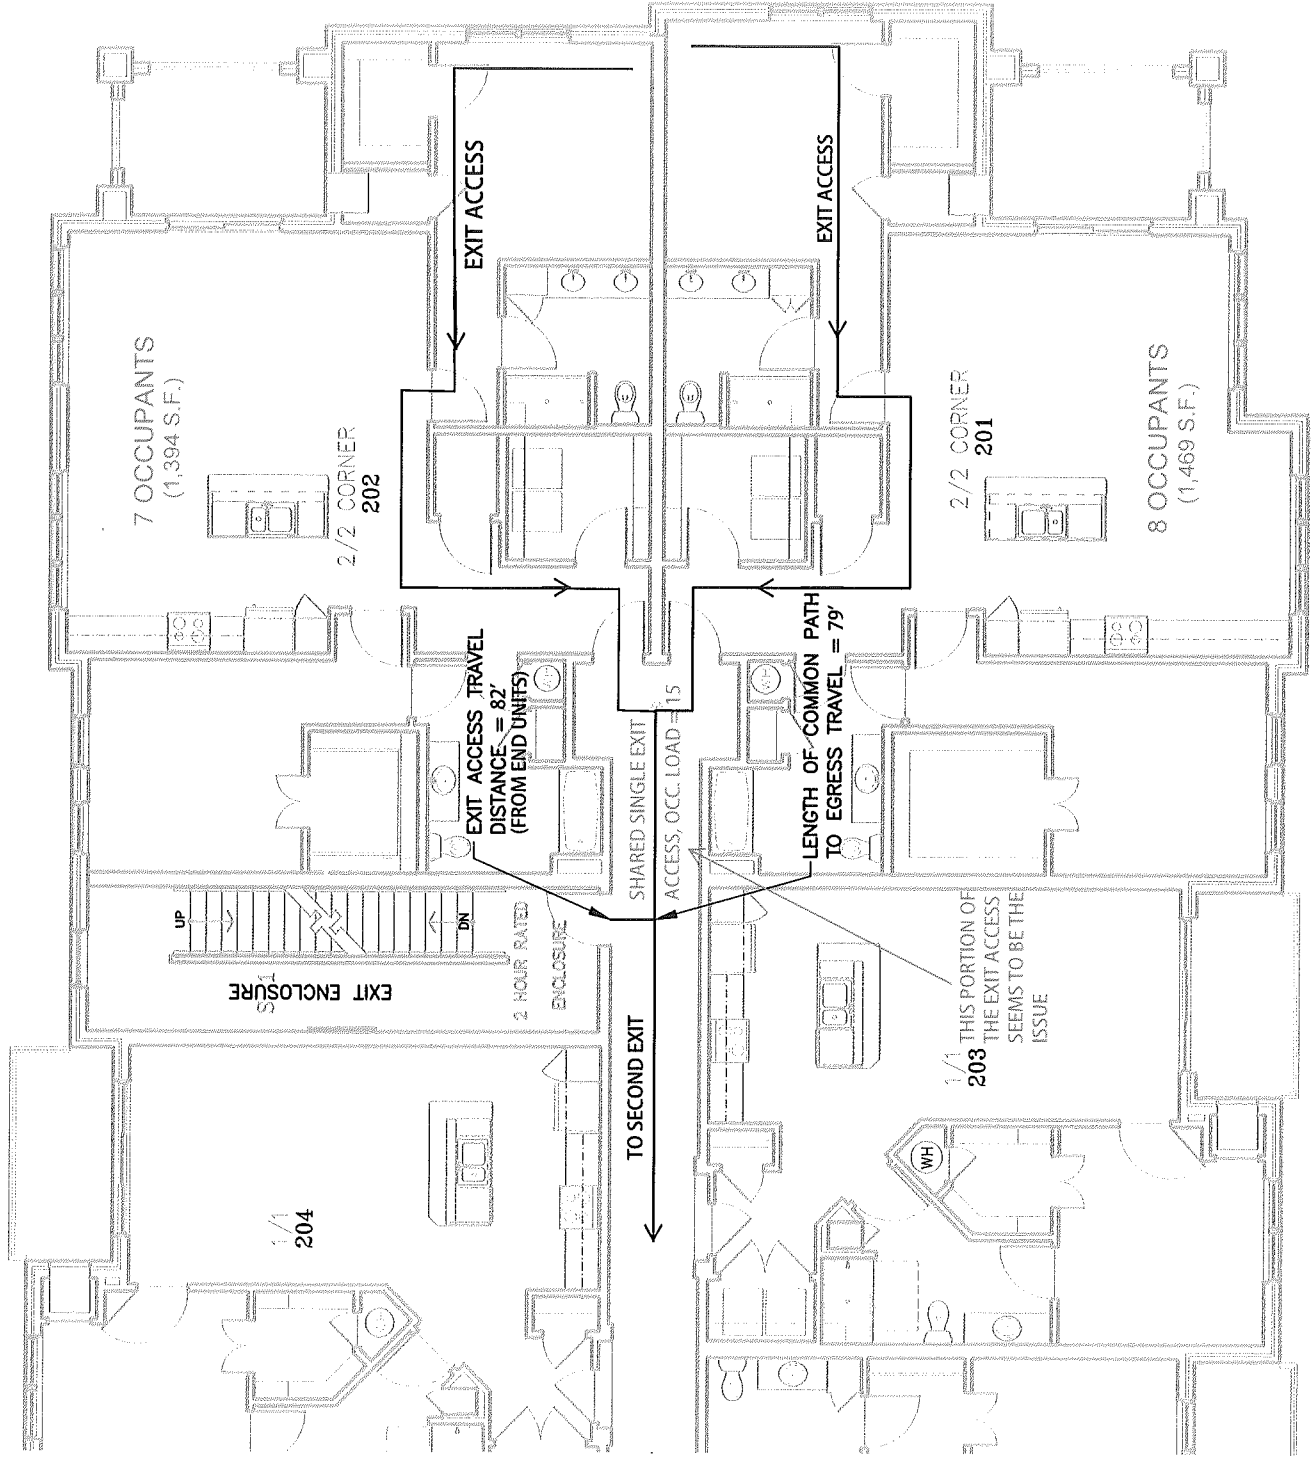 EXIT ACCESS
EXIT ACCESS
7 OCCUPANTS
(1,394 S.F.)
2/2 CORNER
202
2/2 CORNER
201
8 OCCUPANTS
(1,469 S.F.)
EXIT ACCESS TRAVEL
DISTANCE = 82'
(FROM END UNITS)
WH
WH
SHARED SINGLE EXIT
ACCESS, OCC. LOAD = 15
LENGTH OF COMMON PATH
TO EGRESS TRAVEL = 79'
UP
DN
EXIT ENCLOSURE
2 HOUR RATED
ENCLOSURE
TO SECOND EXIT
THIS PORTION OF
THE EXIT ACCESS
SEEMS TO BE THE
ISSUE
1/1
203
WH
1/1
204